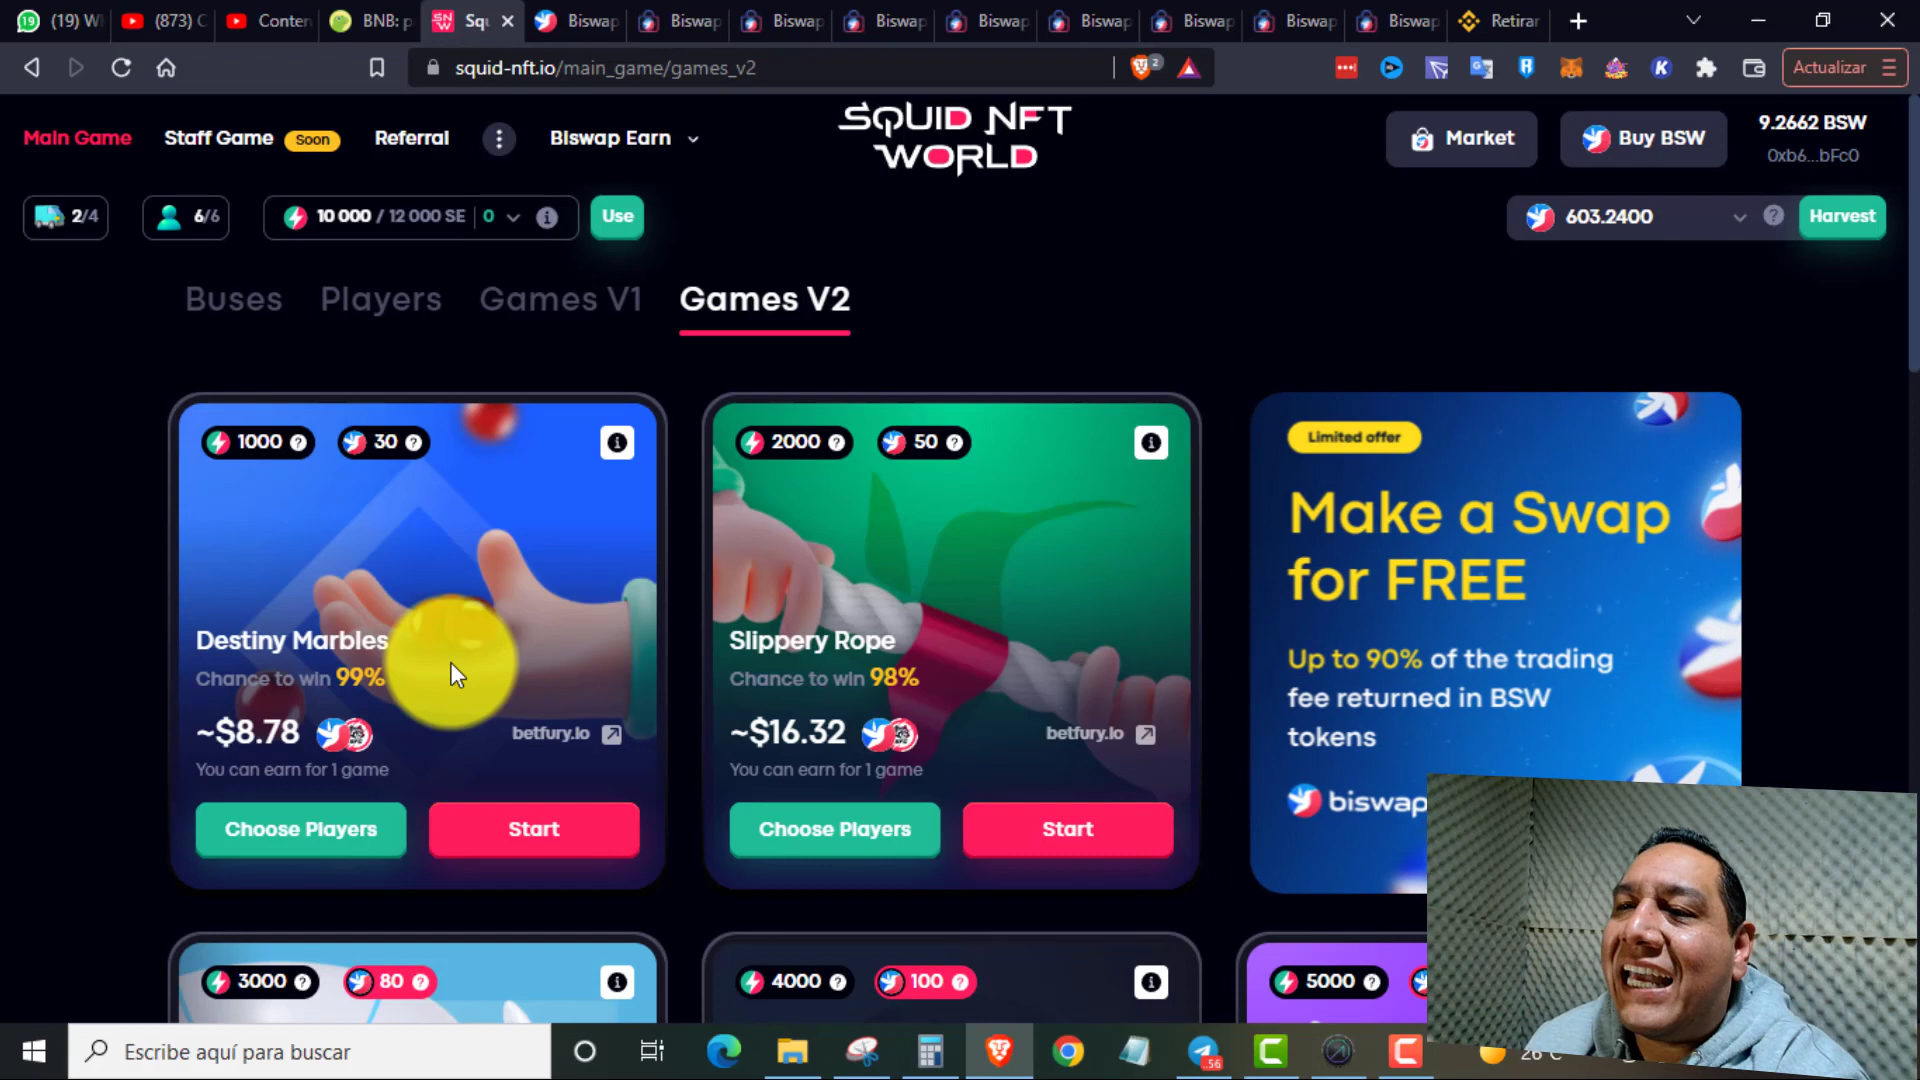 19 (19) W
(873) C
Conten
BNB: p
Squ
Biswap
Biswap
Biswap
Biswap
Biswap
Biswap
Biswap
Biswap
Biswap
Retirar
squid-nft.io/main_game/games_v2
2
Actualizar
Main Game
Staff Game
Soon
Referral
Biswap Earn
SQUID NFT
WORLD
Market
Buy BSW
9.2662 BSW
0xb6...bFc0
2/4
6/6
10 000 / 12 000 SE
0
Use
603.2400
Harvest
Buses
Players
Games V1
Games V2
1000
30
Destiny Marbles
Chance to win 99%
~$8.78
betfury.io
You can earn for 1 game
Choose Players
Start
2000
50
Slippery Rope
Chance to win 98%
~$16.32
betfury.io
You can earn for 1 game
Choose Players
Start
Limited offer
Make a Swap
for FREE
Up to 90% of the trading
fee returned in BSW
tokens
biswap
3000
80
4000
100
5000
Escribe aquí para buscar
56
26°C